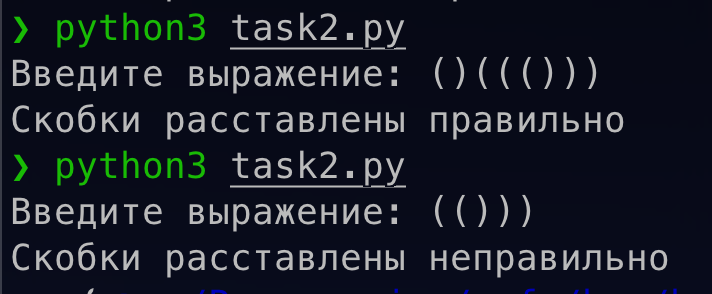 ❯ python3 task2.py
Введите выражение: ()((()))
Скобки расставлены правильно
❯ python3 task2.py
Введите выражение: (()))
Скобки расставлены неправильно